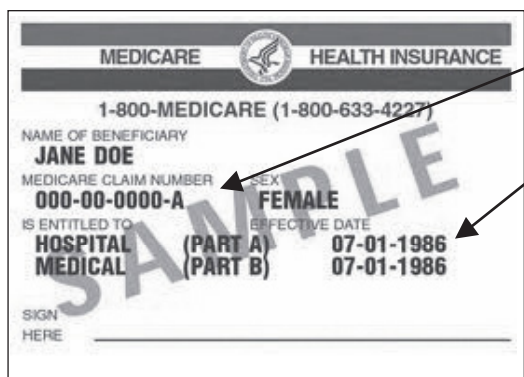 MEDICARE HEALTH INSURANCE
1-800-MEDICARE (1-800-633-4227)
NAME OF BENEFICIARY
JANE DOE
MEDICARE CLAIM NUMBER SEX
000-00-0000-A FEMALE
IS ENTITLED TO EFFECTIVE DATE
HOSPITAL (PART A) 07-01-1986
MEDICAL (PART B) 07-01-1986
SAMPLE
SIGN
HERE